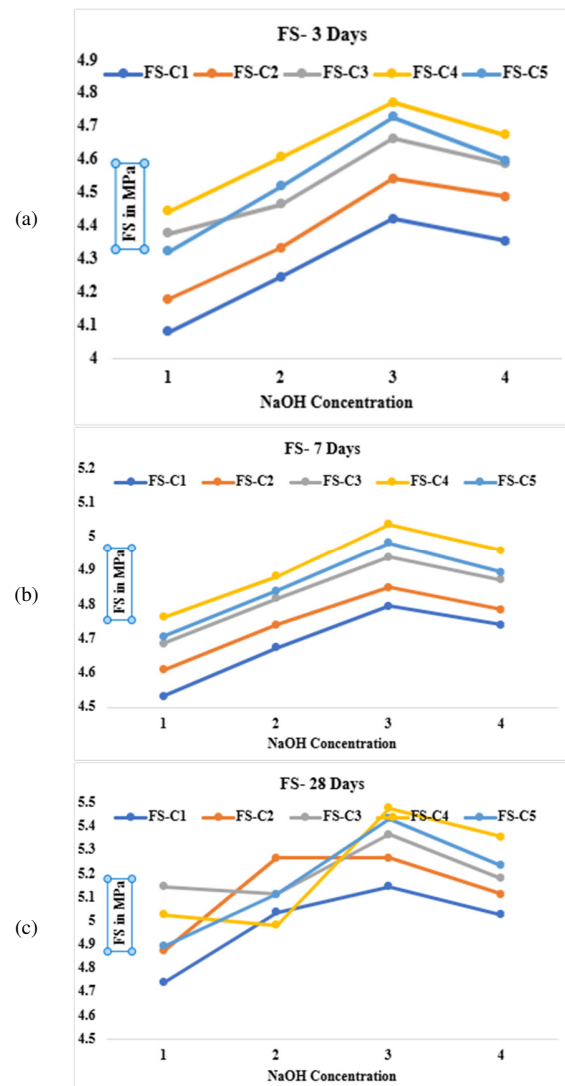 (a)
FS- 3 Days
FS-C1 FS-C2 FS-C3 FS-C4 FS-C5
4.9
4.8
4.7
4.6
4.5
4.4
4.3
4.2
4.1
4
FS in MPa
1 2 3 4
NaOH Concentration
(b)
FS- 7 Days
FS-C1 FS-C2 FS-C3 FS-C4 FS-C5
5.2
5.1
5
4.9
4.8
4.7
4.6
4.5
FS in MPa
1 2 3 4
NaOH Concentration
(c)
FS- 28 Days
FS-C1 FS-C2 FS-C3 FS-C4 FS-C5
5.5
5.4
5.3
5.2
5.1
5
4.9
4.8
4.7
4.6
4.5
FS in MPa
1 2 3 4
NaOH Concentration